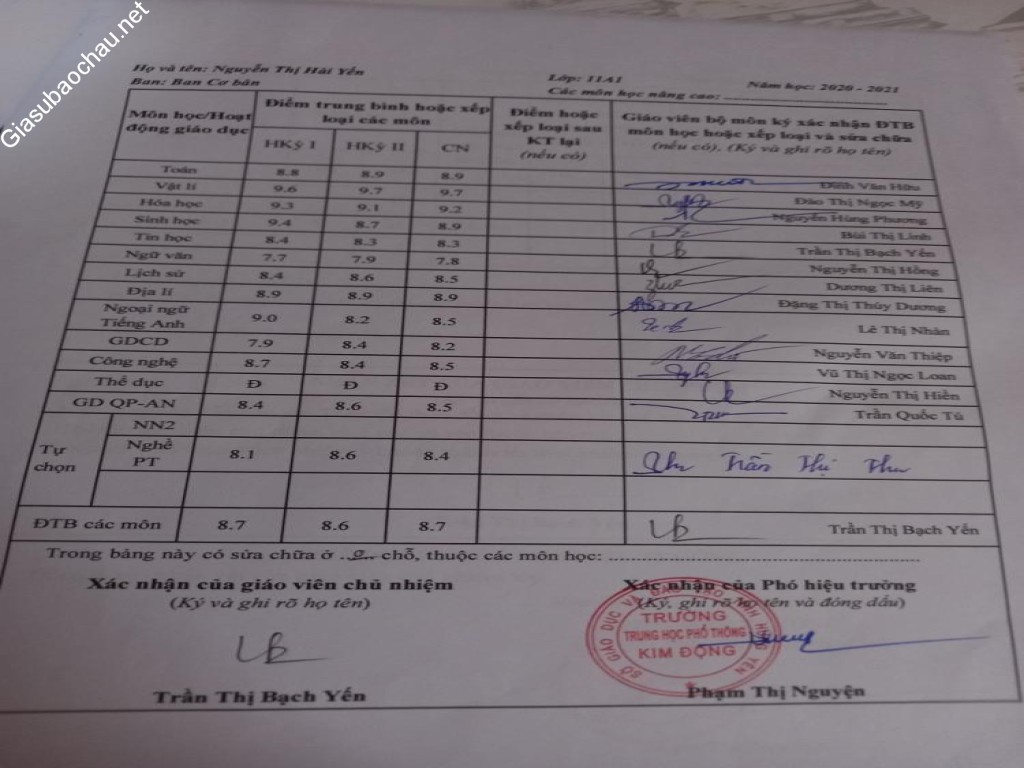 Giasubaochau.net
Họ và tên: Nguyễn Thị Hải Yến Lớp: 11A1 Năm học: 2020 - 2021
Ban: Ban Cơ bản Các môn học nâng cao: ........................................
Môn học/Hoạt động giáo dục
Điểm trung bình hoặc xếp loại các môn
HKỳ I HKỳ II CN
Điểm hoặc xếp loại sau KT lại (nếu có)
Giáo viên bộ môn ký xác nhận ĐTB môn học hoặc xếp loại và sửa chữa (nếu có), (Ký và ghi rõ họ tên)
Toán 8.8 8.9 8.9 Đinh Văn Hữu
Vật lí 9.6 9.7 9.7 Đào Thị Ngọc Mỹ
Hóa học 9.3 9.1 9.2 Nguyễn Hùng Phương
Sinh học 9.4 8.7 8.9 Bùi Thị Linh
Tin học 8.4 8.3 8.3 Trần Thị Bạch Yến
Ngữ văn 7.7 7.9 7.8 Nguyễn Thị Hồng
Lịch sử 8.4 8.6 8.5 Dương Thị Liên
Địa lí 8.9 8.9 8.9 Đặng Thị Thùy Dương
Ngoại ngữ
Tiếng Anh 9.0 8.2 8.5 Lê Thị Nhân
GDCD 7.9 8.4 8.2 Nguyễn Văn Thiệp
Công nghệ 8.7 8.4 8.5 Vũ Thị Ngọc Loan
Thể dục Đ Đ Đ Nguyễn Thị Hiền
GD QP-AN 8.4 8.6 8.5 Trần Quốc Tú
Tự chọn
NN2
Nghề PT 8.1 8.6 8.4 Trần Thị Thu
ĐTB các môn 8.7 8.6 8.7 Trần Thị Bạch Yến
Trong bảng này có sửa chữa ở ..0.. chỗ, thuộc các môn học: ........................................
Xác nhận của giáo viên chủ nhiệm
(Ký và ghi rõ họ tên)
Trần Thị Bạch Yến
Xác nhận của Phó hiệu trưởng
(Ký, ghi rõ họ tên và đóng dấu)
TRƯỜNG
TRUNG HỌC PHỔ THÔNG
KIM ĐỘNG
Phạm Thị Nguyện